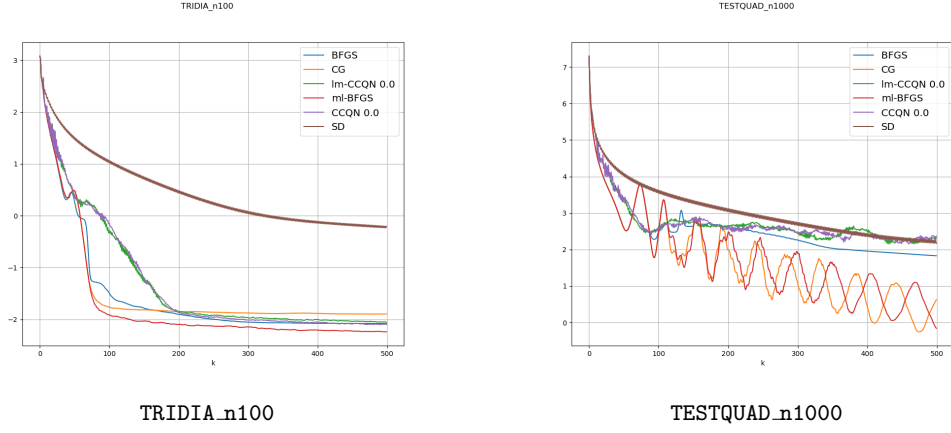 TRIDIA_n100
3
2
1
0
−1
−2
0
100
200
300
400
500
k
BFGS
CG
lm-CCQN 0.0
ml-BFGS
CCQN 0.0
SD
TRIDIA_n100
TESTQUAD_n1000
7
6
5
4
3
2
1
0
0
100
200
300
400
500
k
BFGS
CG
lm-CCQN 0.0
ml-BFGS
CCQN 0.0
SD
TESTQUAD_n1000